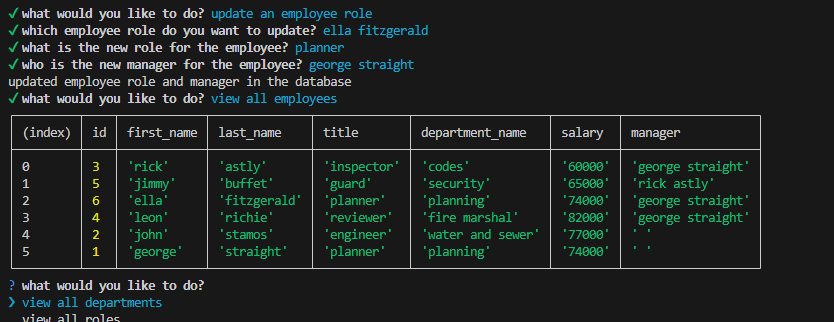 ✓ what would you like to do? update an employee role
✓ which employee role do you want to update? ella fitzgerald
✓ what is the new role for the employee? planner
✓ who is the new manager for the employee? george straight
updated employee role and manager in the database
✓ what would you like to do? view all employees
(index) id first_name last_name title department_name salary manager
0 3 'rick' 'astly' 'inspector' 'codes' '60000' 'george straight'
1 5 'jimmy' 'buffet' 'guard' 'security' '65000' 'rick astly'
2 6 'ella' 'fitzgerald' 'planner' 'planning' '74000' 'george straight'
3 4 'leon' 'richie' 'reviewer' 'fire marshal' '82000' 'george straight'
4 2 'john' 'stamos' 'engineer' 'water and sewer' '77000' ' '
5 1 'george' 'straight' 'planner' 'planning' '74000' ' '
? what would you like to do?
❯ view all departments
view all roles